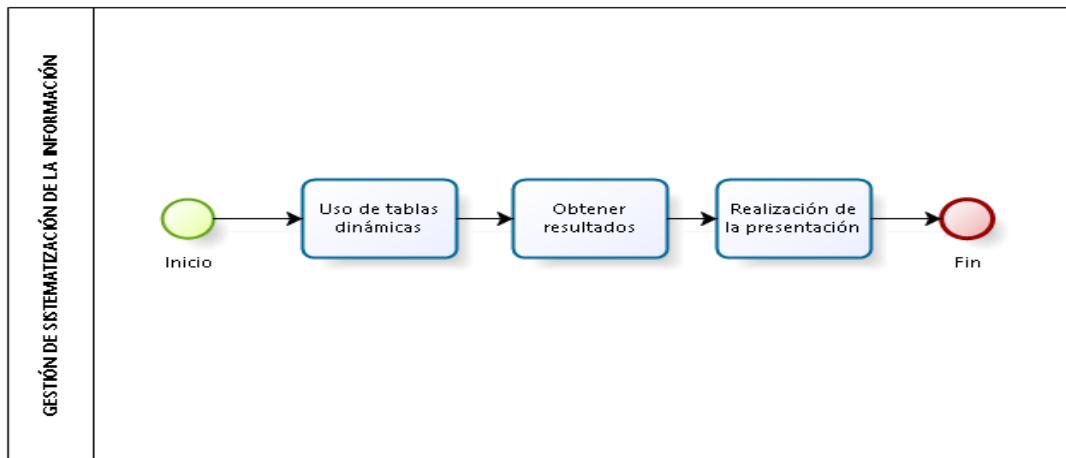 GESTIÓN DE SISTEMATIZACIÓN DE LA INFORMACIÓN
Inicio
Uso de tablas
dinámicas
Obtener
resultados
Realización de
la presentación
Fin